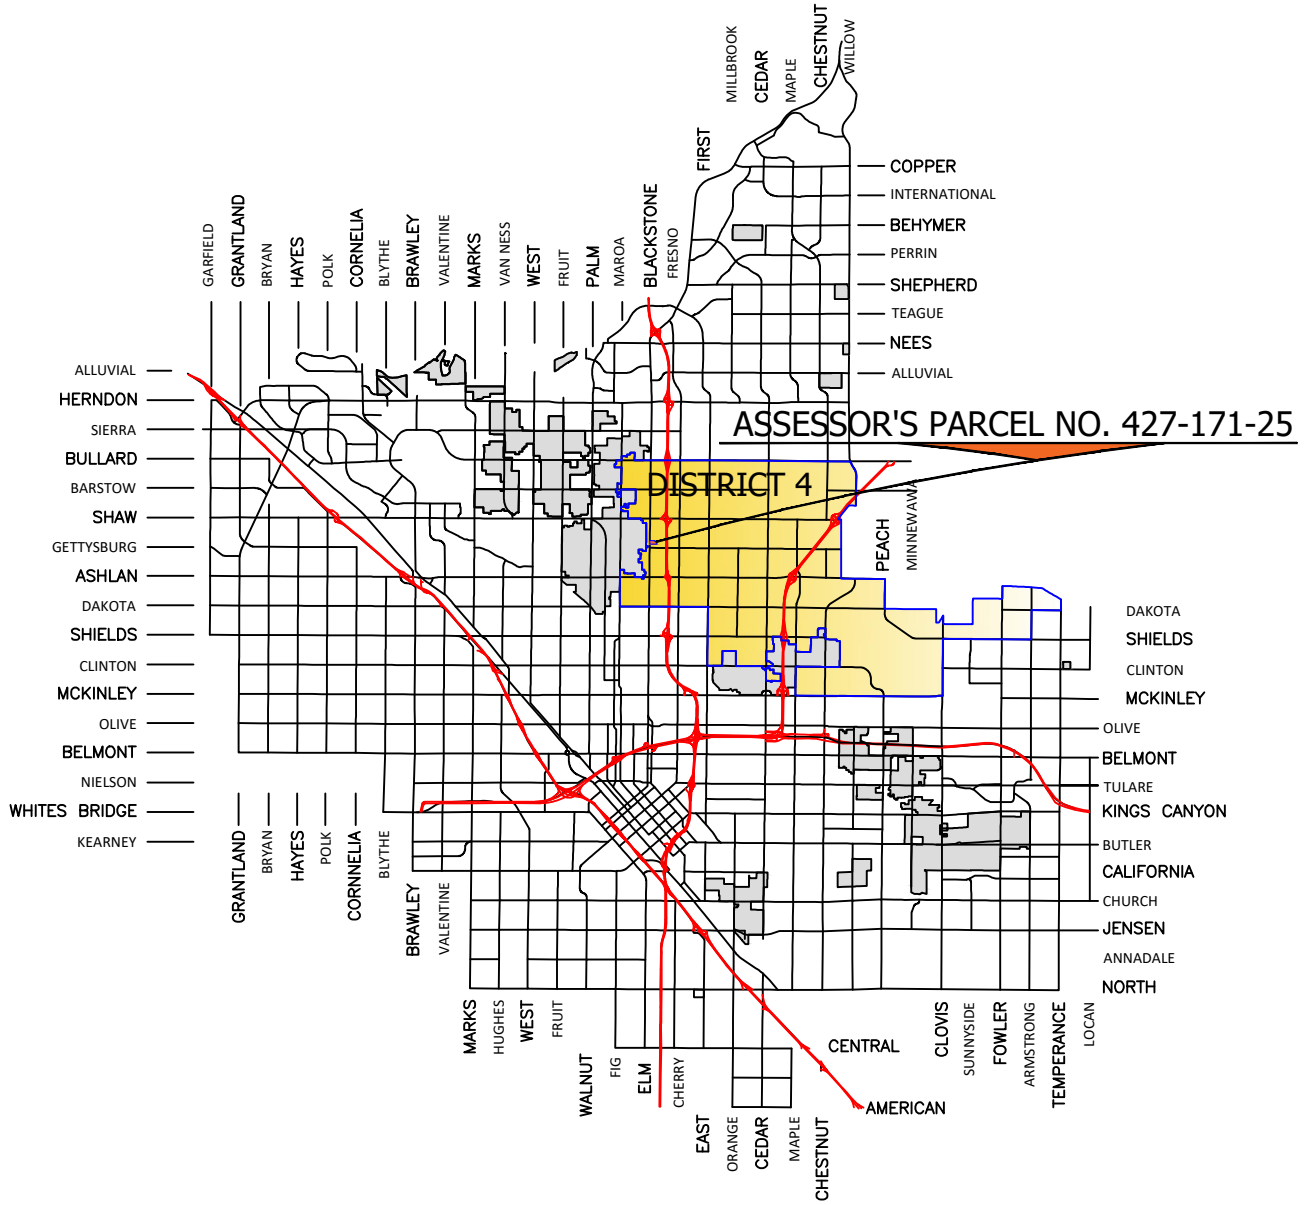 MILLBROOK
CEDAR
MAPLE
CHESTNUT
WILLOW
FIRST
COPPER
INTERNATIONAL
BEHYMER
PERRIN
SHEPHERD
TEAGUE
NEES
ALLUVIAL
GARFIELD
GRANTLAND
BRYAN
HAYES
POLK
CORNELIA
BLYTHE
BRAWLEY
VALENTINE
MARKS
VAN NESS
WEST
FRUIT
PALM
MAROA
BLACKSTONE
FRESNO
ALLUVIAL
HERNDON
SIERRA
BULLARD
BARSTOW
SHAW
GETTYSBURG
ASHLAN
DAKOTA
SHIELDS
CLINTON
MCKINLEY
OLIVE
BELMONT
NIELSON
WHITES BRIDGE
KEARNEY
ASSESSOR'S PARCEL NO. 427-171-25
DISTRICT 4
PEACH
MINNEWAWA
DAKOTA
SHIELDS
CLINTON
MCKINLEY
OLIVE
BELMONT
TULARE
KINGS CANYON
BUTLER
CALIFORNIA
CHURCH
JENSEN
ANNADALE
NORTH
GRANTLAND
BRYAN
HAYES
POLK
CORNNELIA
BLYTHE
BRAWLEY
VALENTINE
MARKS
HUGHES
WEST
FRUIT
WALNUT
FIG
ELM
CHERRY
EAST
ORANGE
CEDAR
MAPLE
CHESTNUT
CENTRAL
AMERICAN
CLOVIS
SUNNYSIDE
FOWLER
ARMSTRONG
TEMPERANCE
LOCAN